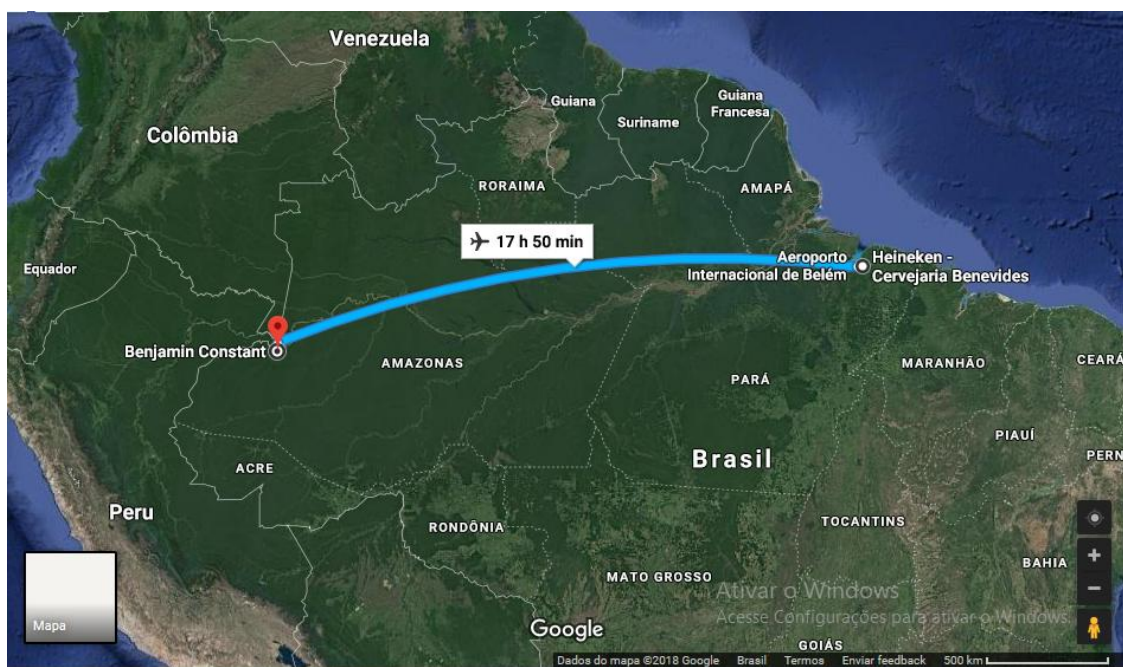 Venezuela
Guiana
Guiana
Francesa
Suriname
Colômbia
RORAIMA
AMAPÁ
17 h 50 min
Equador
Aeroporto
Internacional de Belém
Heineken -
Cervejaria Benevides
Benjamin Constant
AMAZONAS
PARÁ
MARANHÃO
CEARÁ
PIAUÍ
Brasil
PERN
ACRE
Peru
RONDÔNIA
TOCANTINS
BAHIA
MATO GROSSO
Ativar o Windows
Acesse Configurações para ativar o Windows.
Mapa
Google
GOIÁS
Dados do mapa ©2018 Google Brasil Termos Enviar feedback 500 km